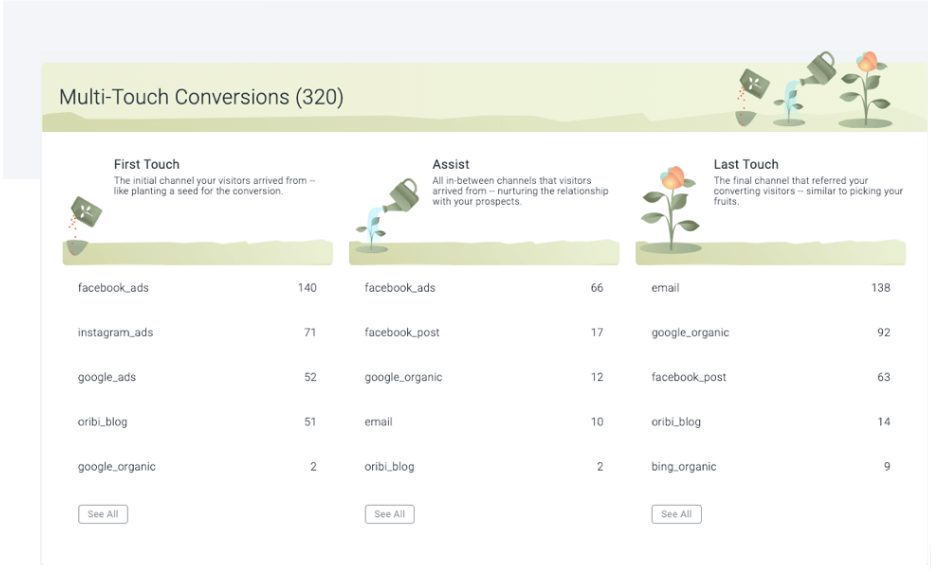 Multi-Touch Conversions (320)
First Touch
The initial channel your visitors arrived from --
like planting a seed for the conversion.
Assist
All in-between channels that visitors
arrived from -- nurturing the relationship
with your prospects.
Last Touch
The final channel that referred your
converting visitors -- similar to picking your
fruits.
facebook_ads 140
instagram_ads 71
google_ads 52
oribi_blog 51
google_organic 2
See All
facebook_ads 66
facebook_post 17
google_organic 12
email 10
oribi_blog 2
See All
email 138
google_organic 92
facebook_post 63
oribi_blog 14
bing_organic 9
See All